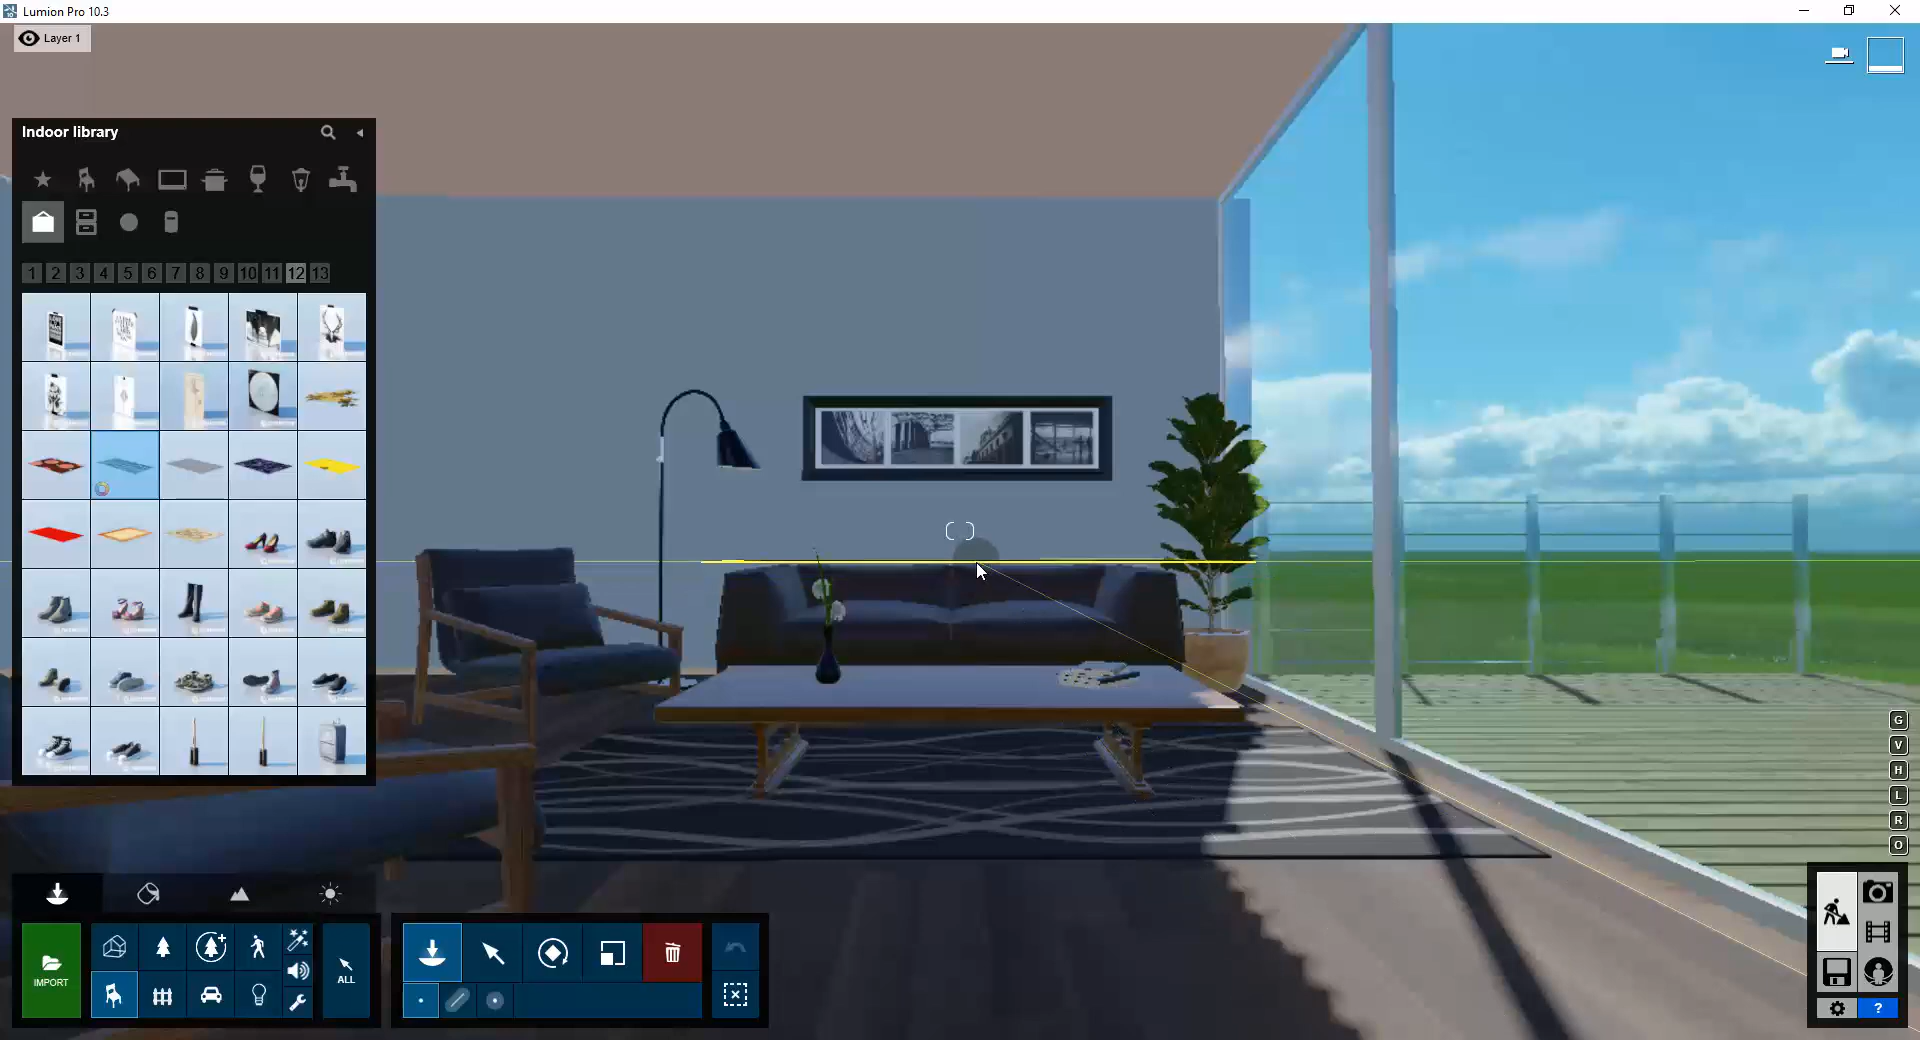 Lumion Pro 10.3
Layer 1
Indoor library
1 2 3 4 5 6 7 8 9 10 11 12 13
G
V
H
L
R
O
IMPORT
ALL
?